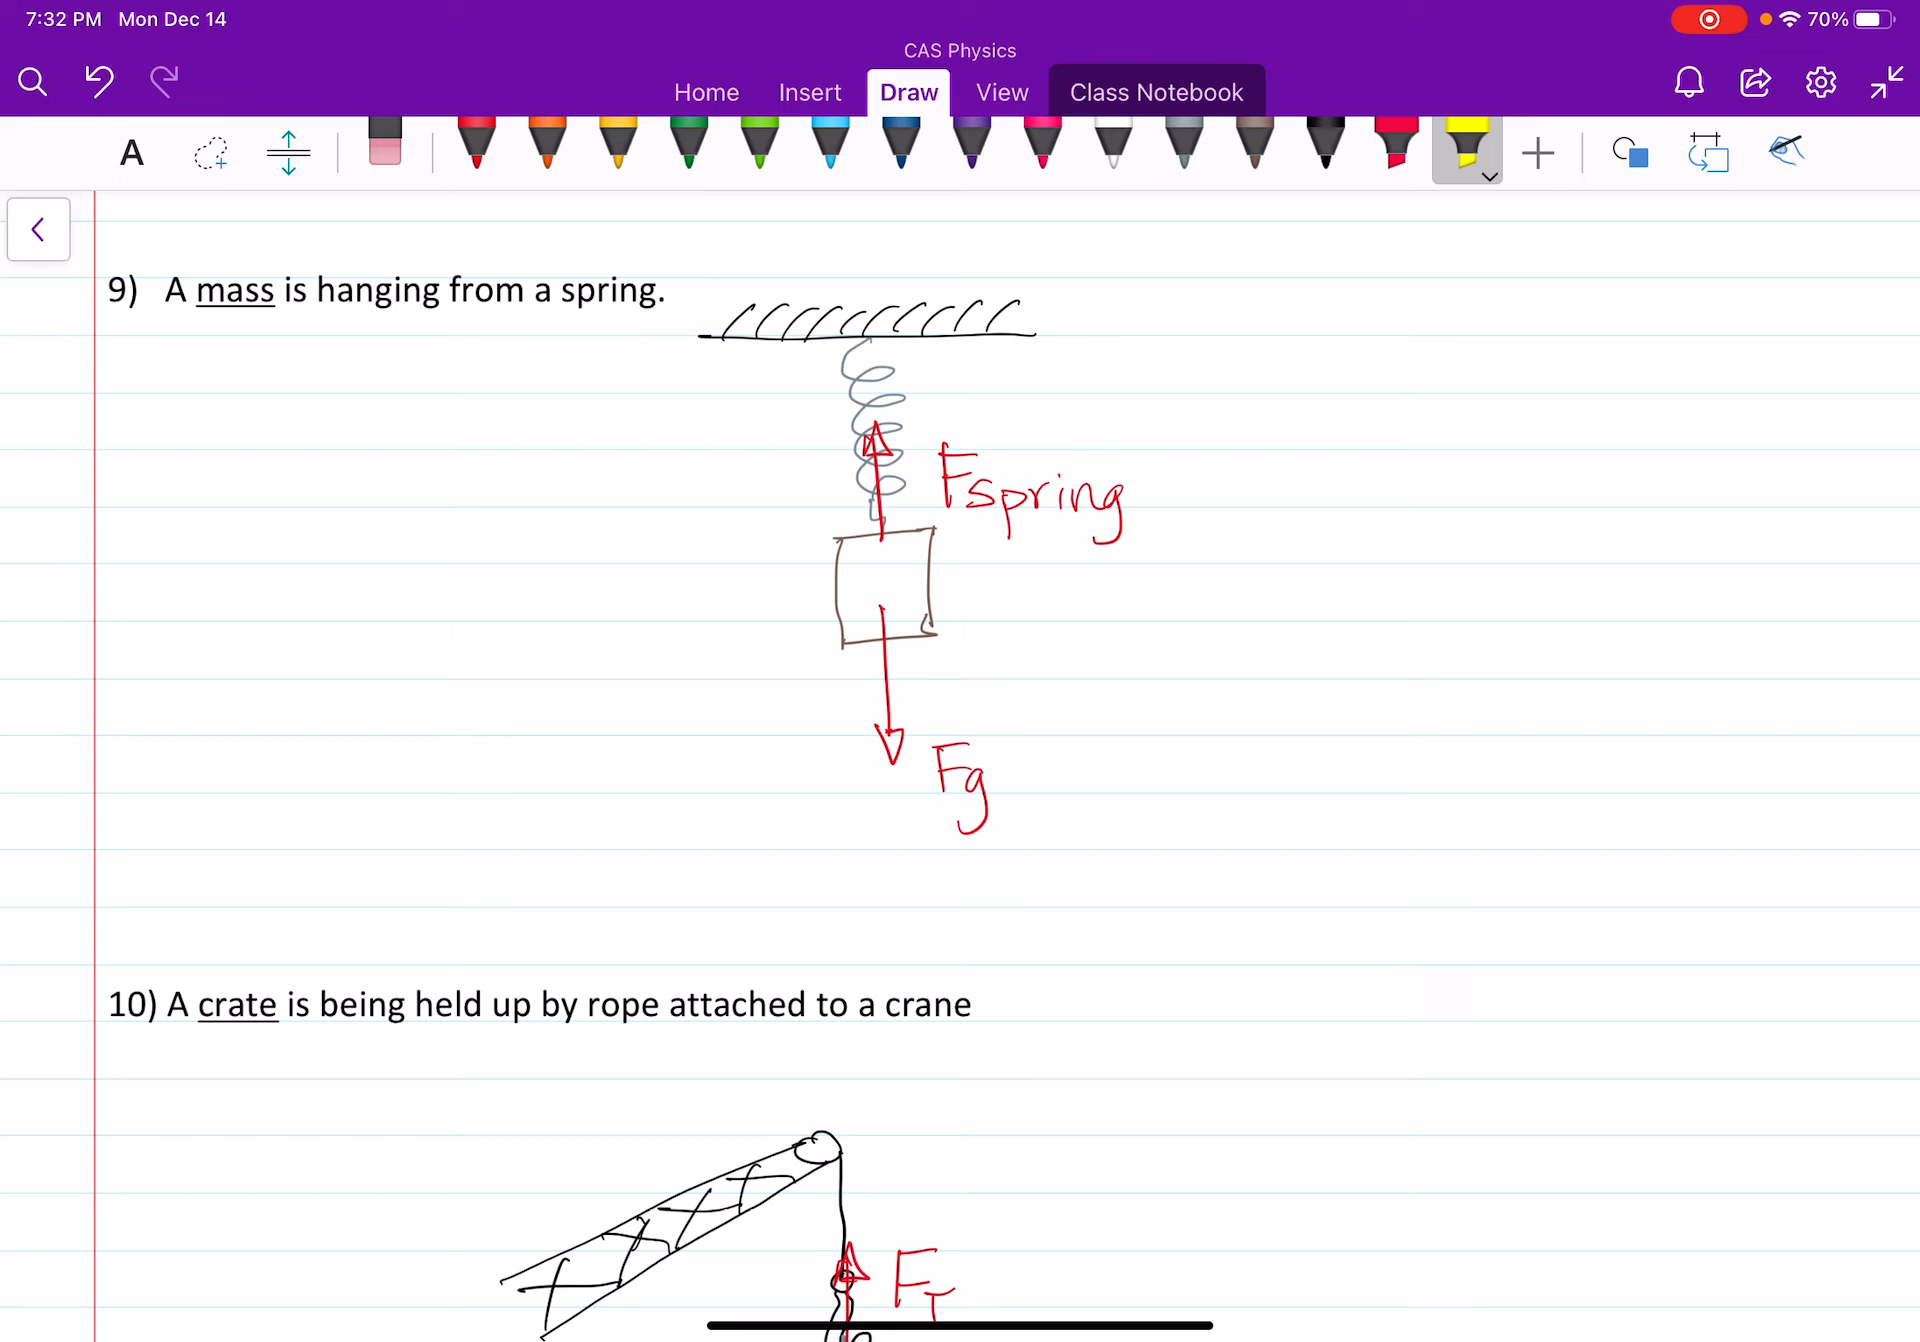 7:32 PM Mon Dec 14 70%
CAS Physics
Home Insert Draw View Class Notebook
A
9) A mass is hanging from a spring.
Fspring
Fg
10) A crate is being held up by rope attached to a crane
FT